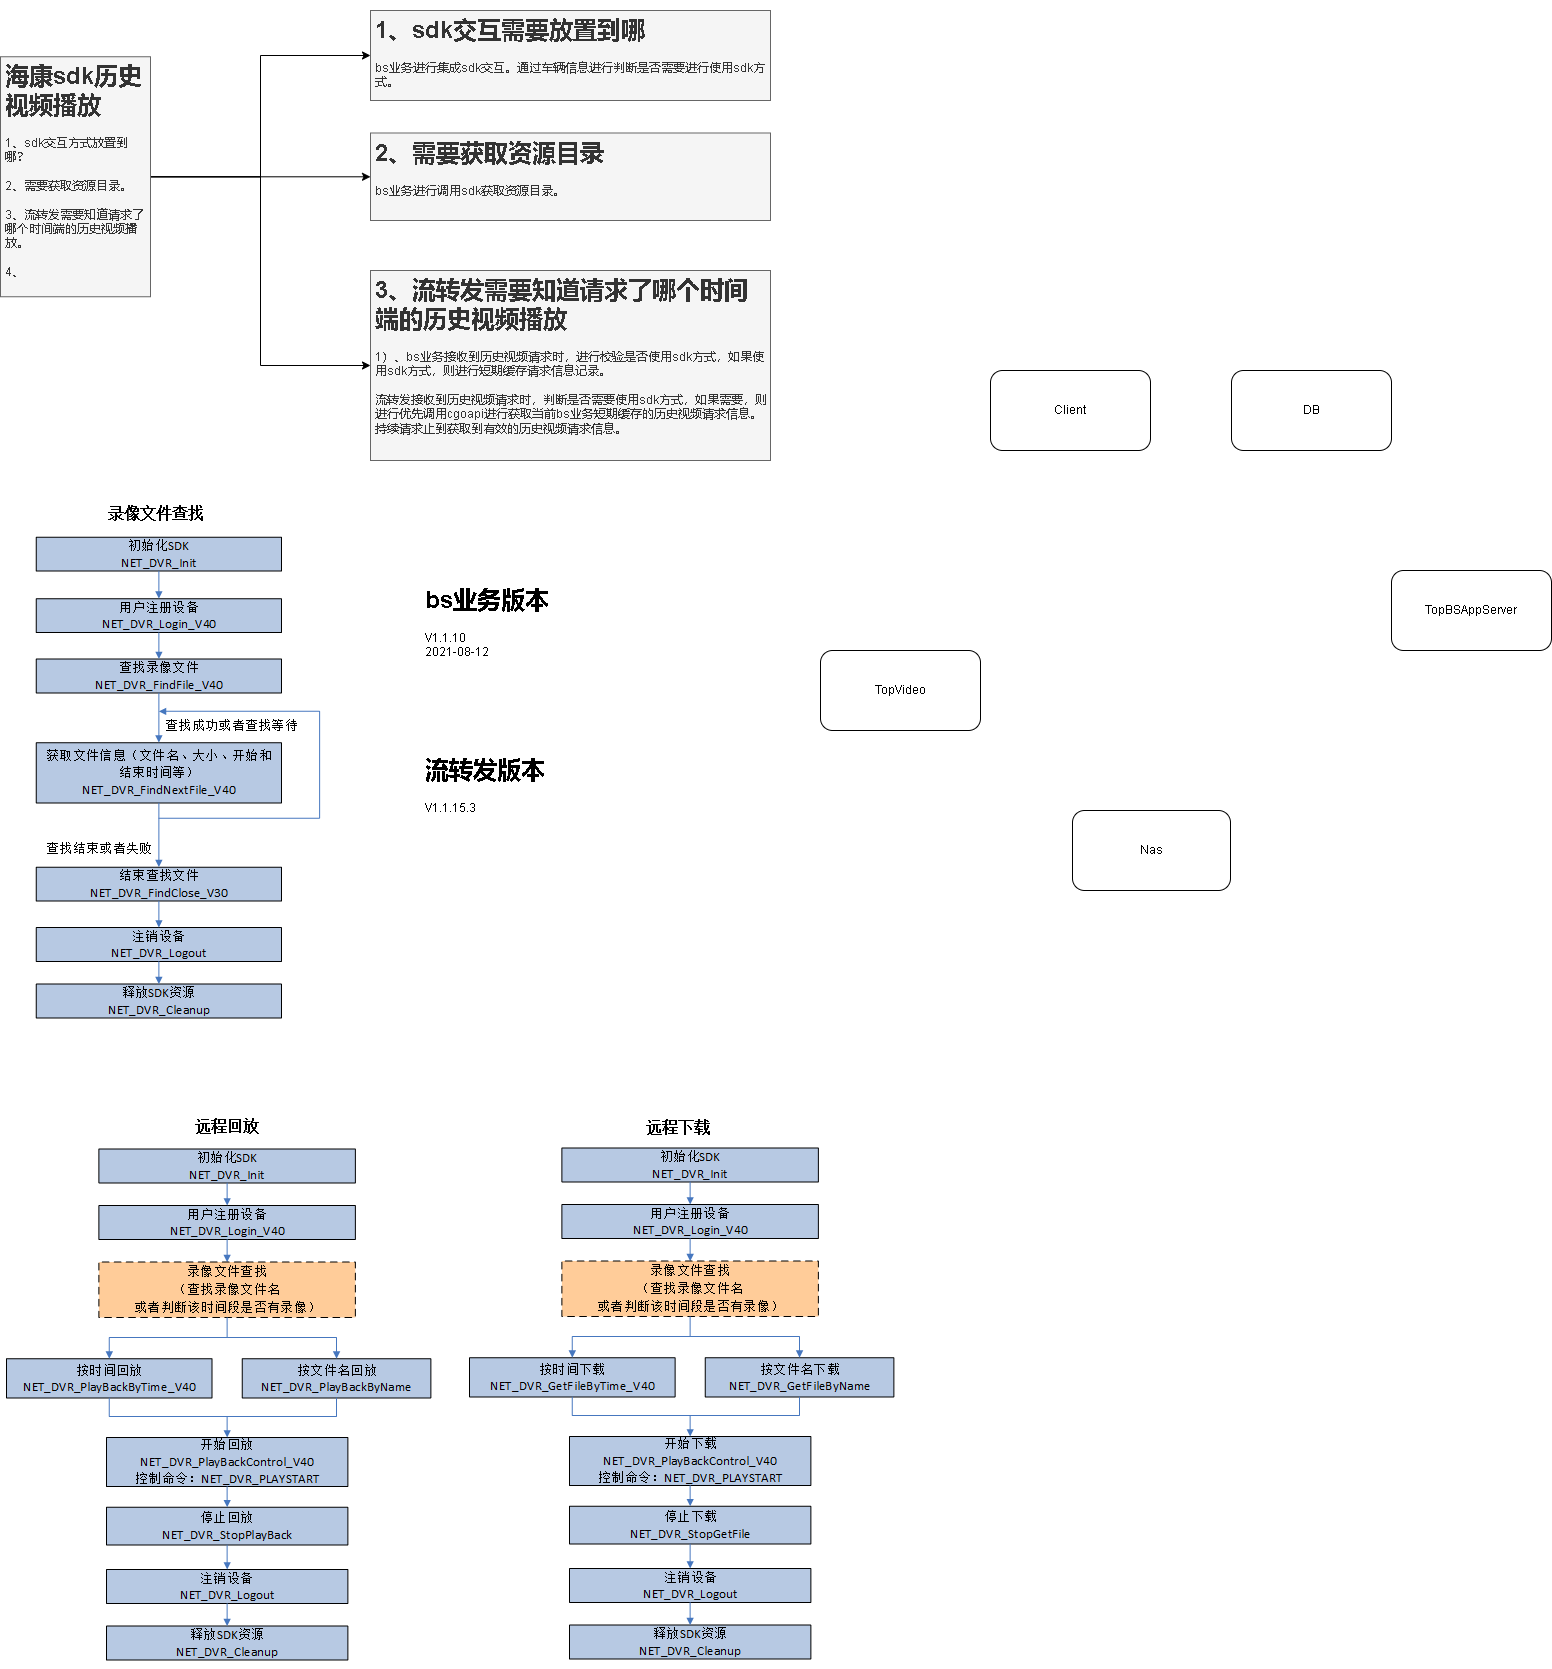 海康sdk历史
视频播放
1、sdk交互方式放置到
哪?
2、需要获取资源目录。
3、流转发需要知道请求了
哪个时间端的历史视频播
放。
4、
1、sdk交互需要放置到哪
bs业务进行集成sdk交互。通过车辆信息进行判断是否需要进行使用sdk方
式。
2、需要获取资源目录
bs业务进行调用sdk获取资源目录。
3、流转发需要知道请求了哪个时间
端的历史视频播放
1）、bs业务接收到历史视频请求时，进行校验是否使用sdk方式，如果使
用sdk方式，则进行短期缓存请求信息记录。
流转发接收到历史视频请求时，判断是否需要使用sdk方式，如果需要，则
进行优先调用cgoapi进行获取当前bs业务短期缓存的历史视频请求信息。
持续请求止到获取到有效的历史视频请求信息。
Client
DB
TopBSAppServer
TopVideo
Nas
录像文件查找
初始化SDK
NET_DVR_Init
用户注册设备
NET_DVR_Login_V40
查找录像文件
NET_DVR_FindFile_V40
查找成功或者查找等待
获取文件信息（文件名、大小、开始和
结束时间等）
NET_DVR_FindNextFile_V40
查找结束或者失败
结束查找文件
NET_DVR_FindClose_V30
注销设备
NET_DVR_Logout
释放SDK资源
NET_DVR_Cleanup
bs业务版本
V1.1.10
2021-08-12
流转发版本
V1.1.15.3
远程回放
初始化SDK
NET_DVR_Init
用户注册设备
NET_DVR_Login_V40
录像文件查找
（查找录像文件名
或者判断该时间段是否有录像）
按时间回放
NET_DVR_PlayBackByTime_V40
按文件名回放
NET_DVR_PlayBackByName
开始回放
NET_DVR_PlayBackControl_V40
控制命令：NET_DVR_PLAYSTART
停止回放
NET_DVR_StopPlayBack
注销设备
NET_DVR_Logout
释放SDK资源
NET_DVR_Cleanup
远程下载
初始化SDK
NET_DVR_Init
用户注册设备
NET_DVR_Login_V40
录像文件查找
（查找录像文件名
或者判断该时间段是否有录像）
按时间下载
NET_DVR_GetFileByTime_V40
按文件名下载
NET_DVR_GetFileByName
开始下载
NET_DVR_PlayBackControl_V40
控制命令：NET_DVR_PLAYSTART
停止下载
NET_DVR_StopGetFile
注销设备
NET_DVR_Logout
释放SDK资源
NET_DVR_Cleanup